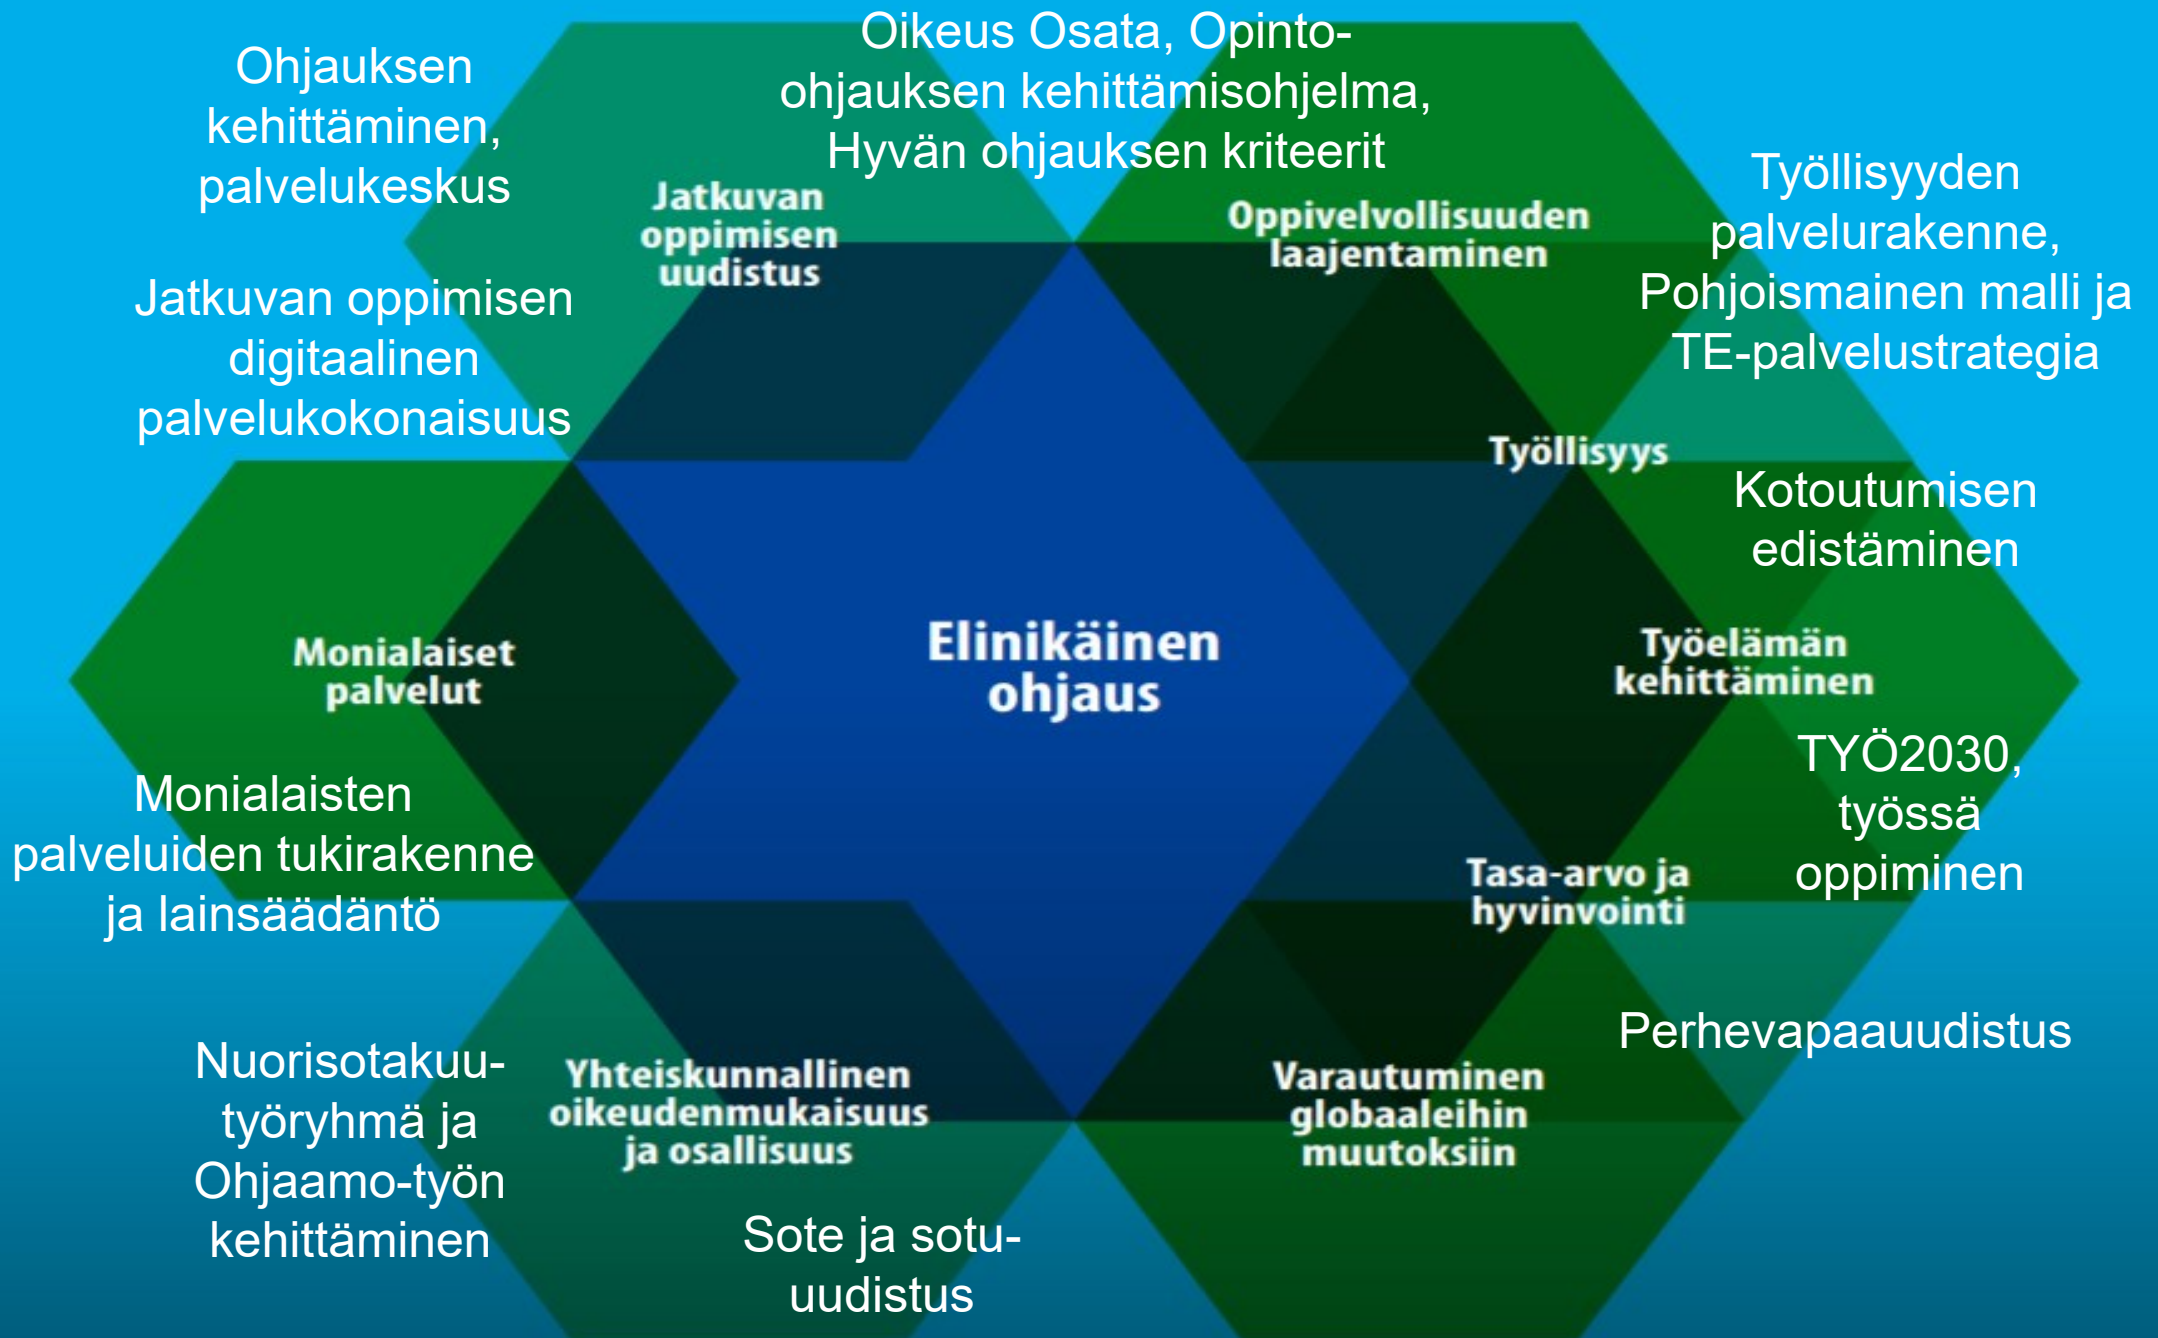 Ohjauksen
kehittäminen,
palvelukeskus
Oikeus Osata, Opinto-
ohjauksen kehittämisohjelma,
Hyvän ohjauksen kriteerit
Jatkuvan
oppimisen
uudistus
Oppivelvollisuuden
laajentaminen
Työllisyyden
palvelurakenne,
Pohjoismainen malli ja
TE-palvelustrategia
Jatkuvan oppimisen
digitaalinen
palvelukokonaisuus
Työllisyys
Kotoutumisen
edistäminen
Monialaiset
palvelut
Elinikäinen
ohjaus
Työelämän
kehittäminen
TYÖ2030,
työssä
oppiminen
Monialaisten
palveluiden tukirakenne
ja lainsäädäntö
Tasa-arvo ja
hyvinvointi
Perhevapaauudistus
Nuorisotakuu-
työryhmä ja
Ohjaamo-työn
kehittäminen
Yhteiskunnallinen
oikeudenmukaisuus
ja osallisuus
Varautuminen
globaaleihin
muutoksiin
Sote ja sotu-
uudistus